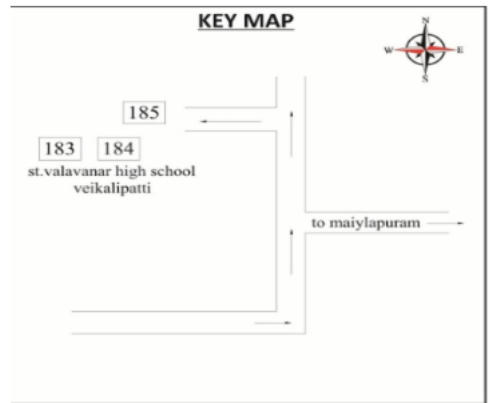 KEY MAP
N
W E
S
185
183 184
st.valavanar high school
veikalipatti
to maiylapuram